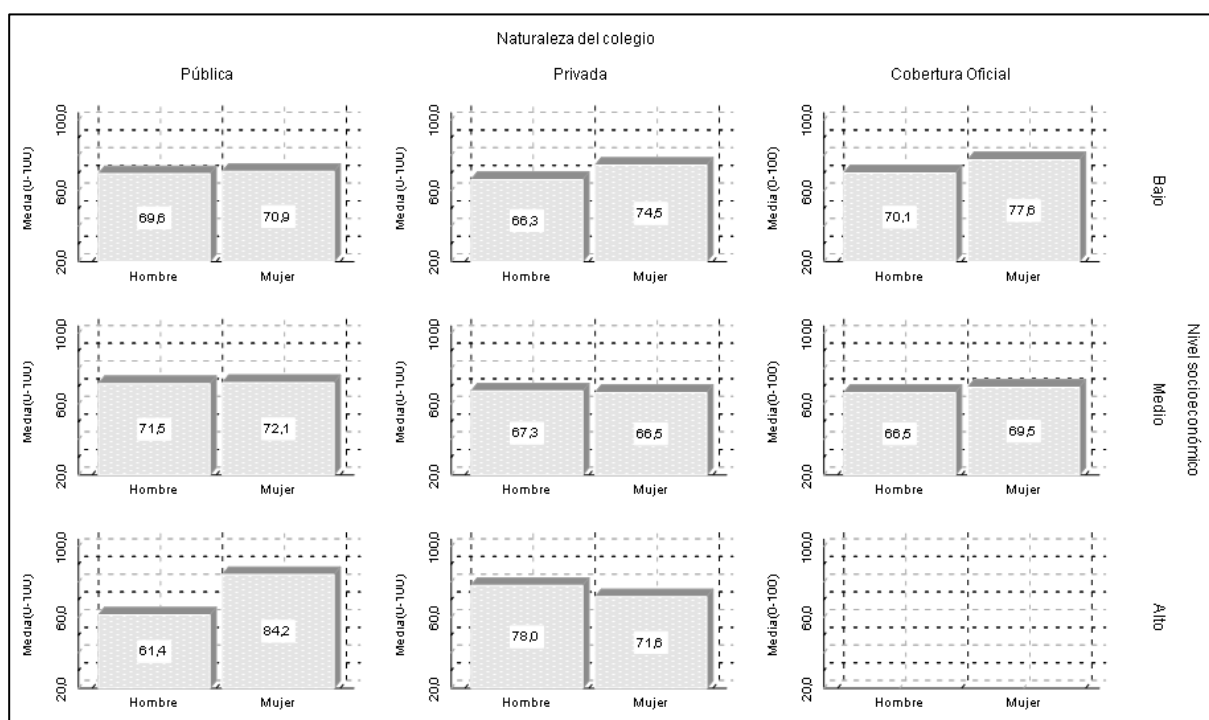 Naturaleza del colegio
Pública Privada Cobertura Oficial
Media (0-100)
100,0
60,0
20,0
69,6 70,9
Hombre Mujer
Media (0-100)
100,0
60,0
20,0
66,3 74,5
Hombre Mujer
Media (0-100)
100,0
60,0
20,0
70,1 77,6
Hombre Mujer
Bajo
Media (0-100)
100,0
60,0
20,0
71,5 72,1
Hombre Mujer
Media (0-100)
100,0
60,0
20,0
67,3 66,5
Hombre Mujer
Media (0-100)
100,0
60,0
20,0
66,5 69,5
Hombre Mujer
Medio
Nivel socioeconómico
Media (0-100)
100,0
60,0
20,0
61,4 84,2
Hombre Mujer
Media (0-100)
100,0
60,0
20,0
78,0 71,6
Hombre Mujer
Media (0-100)
100,0
60,0
20,0
Hombre Mujer
Alto